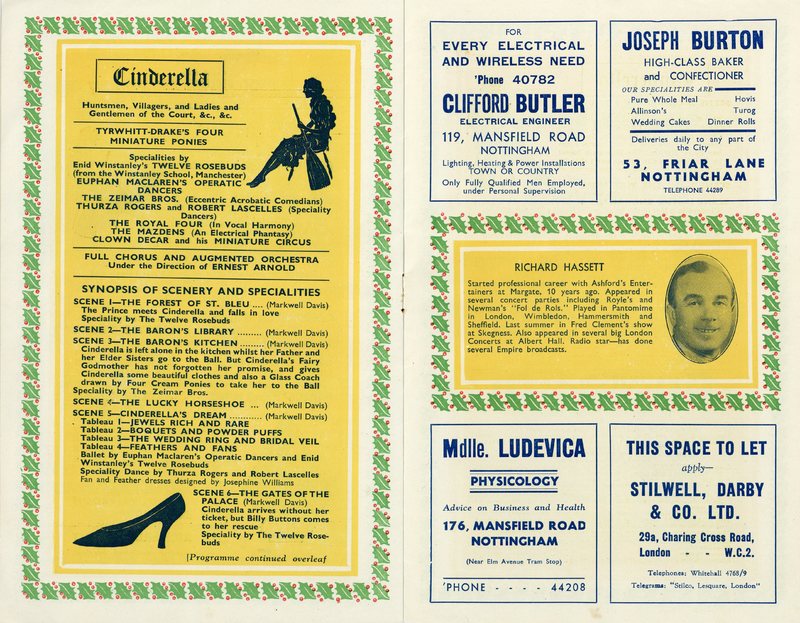 Cinderella
Huntsmen, Villagers, and Ladies and
Gentlemen of the Court, &c., &c.
TYRWHITT-DRAKE'S FOUR
MINIATURE PONIES
Specialities by
Enid Winstanley's TWELVE ROSEBUDS
(from the Winstanley School, Manchester)
EUPHAN MACLAREN'S OPERATIC
DANCERS
THE ZEIMAR BROS. (Eccentric Acrobatic Comedians)
THURZA ROGERS and ROBERT LASCELLES (Speciality
Dancers)
THE ROYAL FOUR (In Vocal Harmony)
THE MAZDENS (An Electrical Phantasy)
CLOWN DECAR and his MINIATURE CIRCUS
FULL CHORUS AND AUGMENTED ORCHESTRA
Under the Direction of ERNEST ARNOLD
SYNOPSIS OF SCENERY AND SPECIALITIES
SCENE 1—THE FOREST OF ST. BLEU .... (Markwell Davis)
The Prince meets Cinderella and falls in love
Speciality by The Twelve Rosebuds
SCENE 2—THE BARON'S LIBRARY ......... (Markwell Davis)
SCENE 3—THE BARON'S KITCHEN ......... (Markwell Davis)
Cinderella is left alone in the kitchen whilst her Father and
her Elder Sisters go to the Ball. But Cinderella's Fairy
Godmother has not forgotten her promise, and gives
Cinderella some beautiful clothes and also a Glass Coach
drawn by Four Cream Ponies to take her to the Ball
Speciality by The Zeimar Bros.
SCENE 4—THE LUCKY HORSESHOE ... (Markwell Davis)
SCENE 5—CINDERELLA'S DREAM ............ (Markwell Davis)
Tableau 1—JEWELS RICH AND RARE
Tableau 2—BOQUETS AND POWDER PUFFS
Tableau 3—THE WEDDING RING AND BRIDAL VEIL
Tableau 4—FEATHERS AND FANS
Ballet by Euphan Maclaren's Operatic Dancers and Enid
Winstanley's Twelve Rosebuds
Speciality Dance by Thurza Rogers and Robert Lascelles
Fan and Feather dresses designed by Josephine Williams
SCENE 6—THE GATES OF THE
PALACE (Markwell Davis)
Cinderella arrives without her
ticket, but Billy Buttons comes
to her rescue
Speciality by The Twelve Rose-
buds
[Programme continued overleaf
FOR
EVERY ELECTRICAL
AND WIRELESS NEED
'Phone 40782
CLIFFORD BUTLER
ELECTRICAL ENGINEER
119, MANSFIELD ROAD
NOTTINGHAM
Lighting, Heating & Power Installations
TOWN OR COUNTRY
Only Fully Qualified Men Employed,
under Personal Supervision
JOSEPH BURTON
HIGH-CLASS BAKER
and CONFECTIONER
OUR SPECIALITIES ARE
Pure Whole Meal Hovis
Allinson's Turog
Wedding Cakes Dinner Rolls
Deliveries daily to any part of
the City
53, FRIAR LANE
NOTTINGHAM
TELEPHONE 44289
RICHARD HASSETT
Started professional career with Ashford's Enter-
tainers at Margate, 10 years ago. Appeared in
several concert parties including Royle's and
Newman's "Fol de Rols." Played in Pantomime
in London, Wimbledon, Hammersmith and
Sheffield. Last summer in Fred Clement's show
at Skegness. Also appeared in several big London
Concerts at Albert Hall. Radio star—has done
several Empire broadcasts.
Mdlle. LUDEVICA
PHYSICOLOGY
Advice on Business and Health
176, MANSFIELD ROAD
NOTTINGHAM
(Near Elm Avenue Tram Stop)
'PHONE - - - - 44208
THIS SPACE TO LET
apply—
STILWELL, DARBY
& CO. LTD.
29a, Charing Cross Road,
London - - W.C.2.
Telephones: Whitehall 4768/9
Telegrams: "Stilco, Lesquare, London"